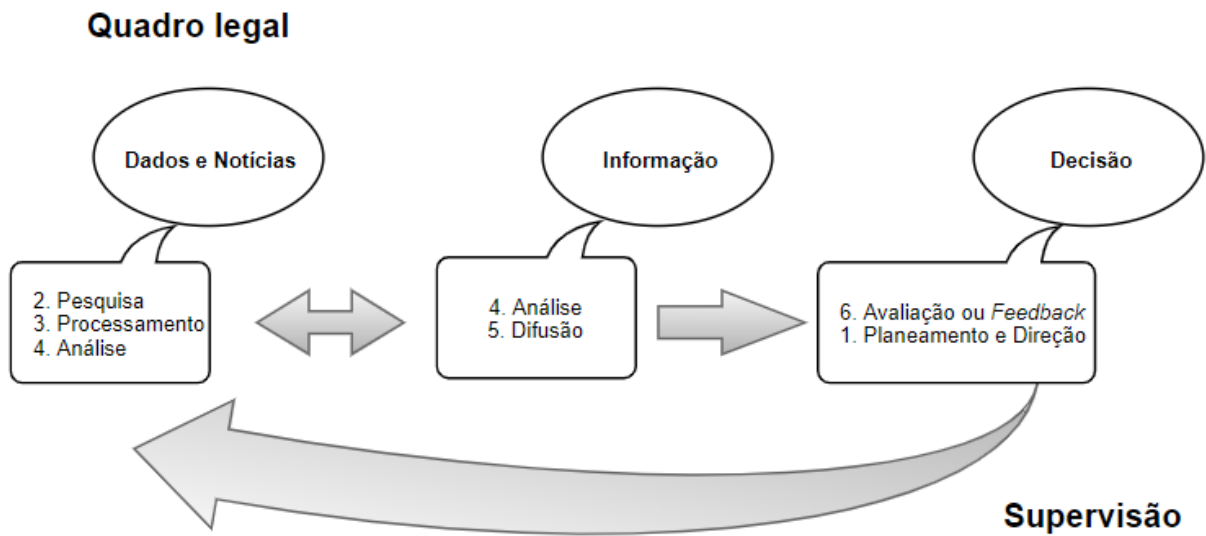 Quadro legal
Dados e Notícias
Informação
Decisão
2. Pesquisa
3. Processamento
4. Análise
4. Análise
5. Difusão
6. Avaliação ou Feedback
1. Planeamento e Direção
Supervisão